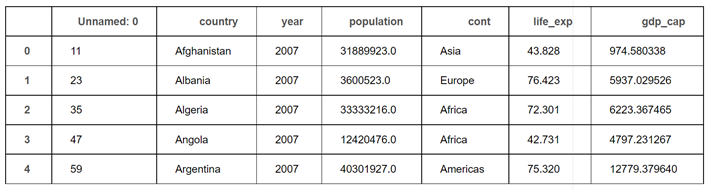 Unnamed: 0 country year population cont life_exp gdp_cap
0 11 Afghanistan 2007 31889923.0 Asia 43.828 974.580338
1 23 Albania 2007 3600523.0 Europe 76.423 5937.029526
2 35 Algeria 2007 33333216.0 Africa 72.301 6223.367465
3 47 Angola 2007 12420476.0 Africa 42.731 4797.231267
4 59 Argentina 2007 40301927.0 Americas 75.320 12779.379640